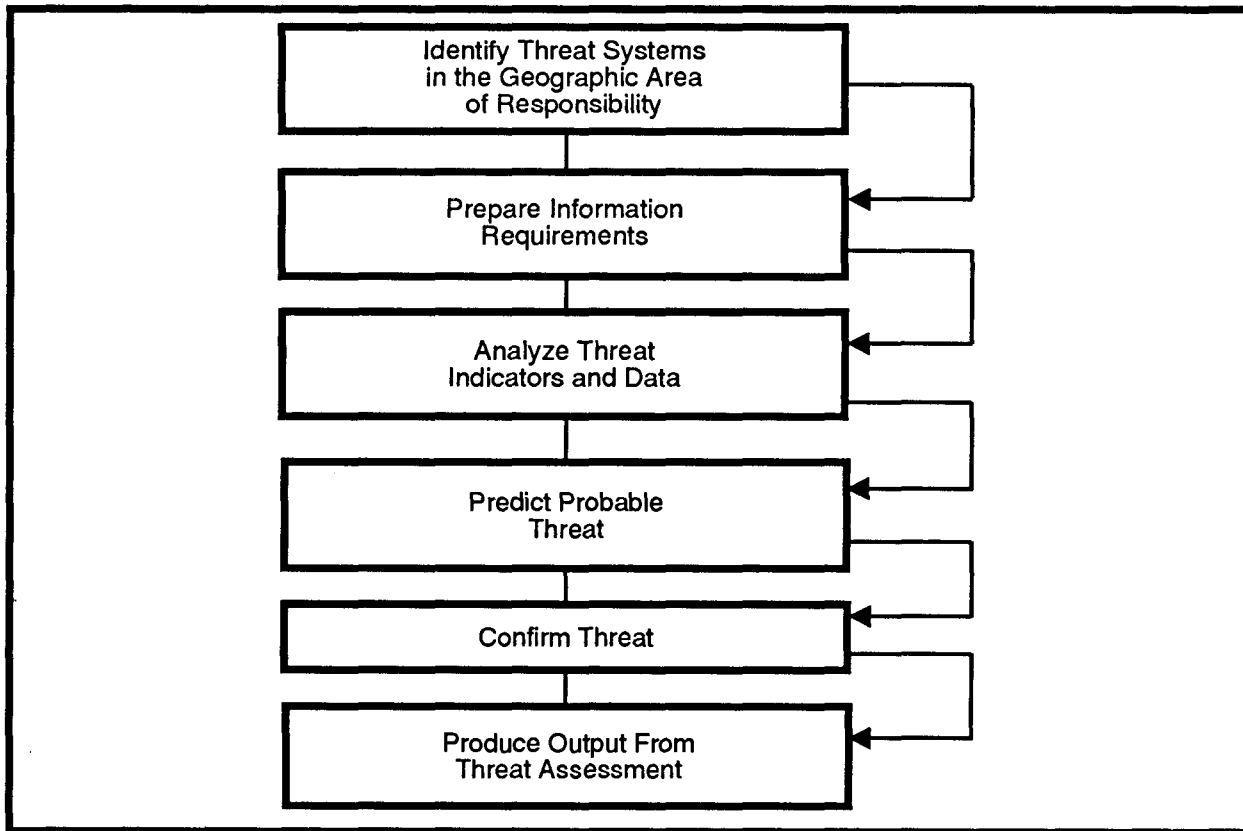 Identify Threat Systems
in the Geographic Area
of Responsibility
Prepare Information
Requirements
Analyze Threat
Indicators and Data
Predict Probable
Threat
Confirm Threat
Produce Output From
Threat Assessment